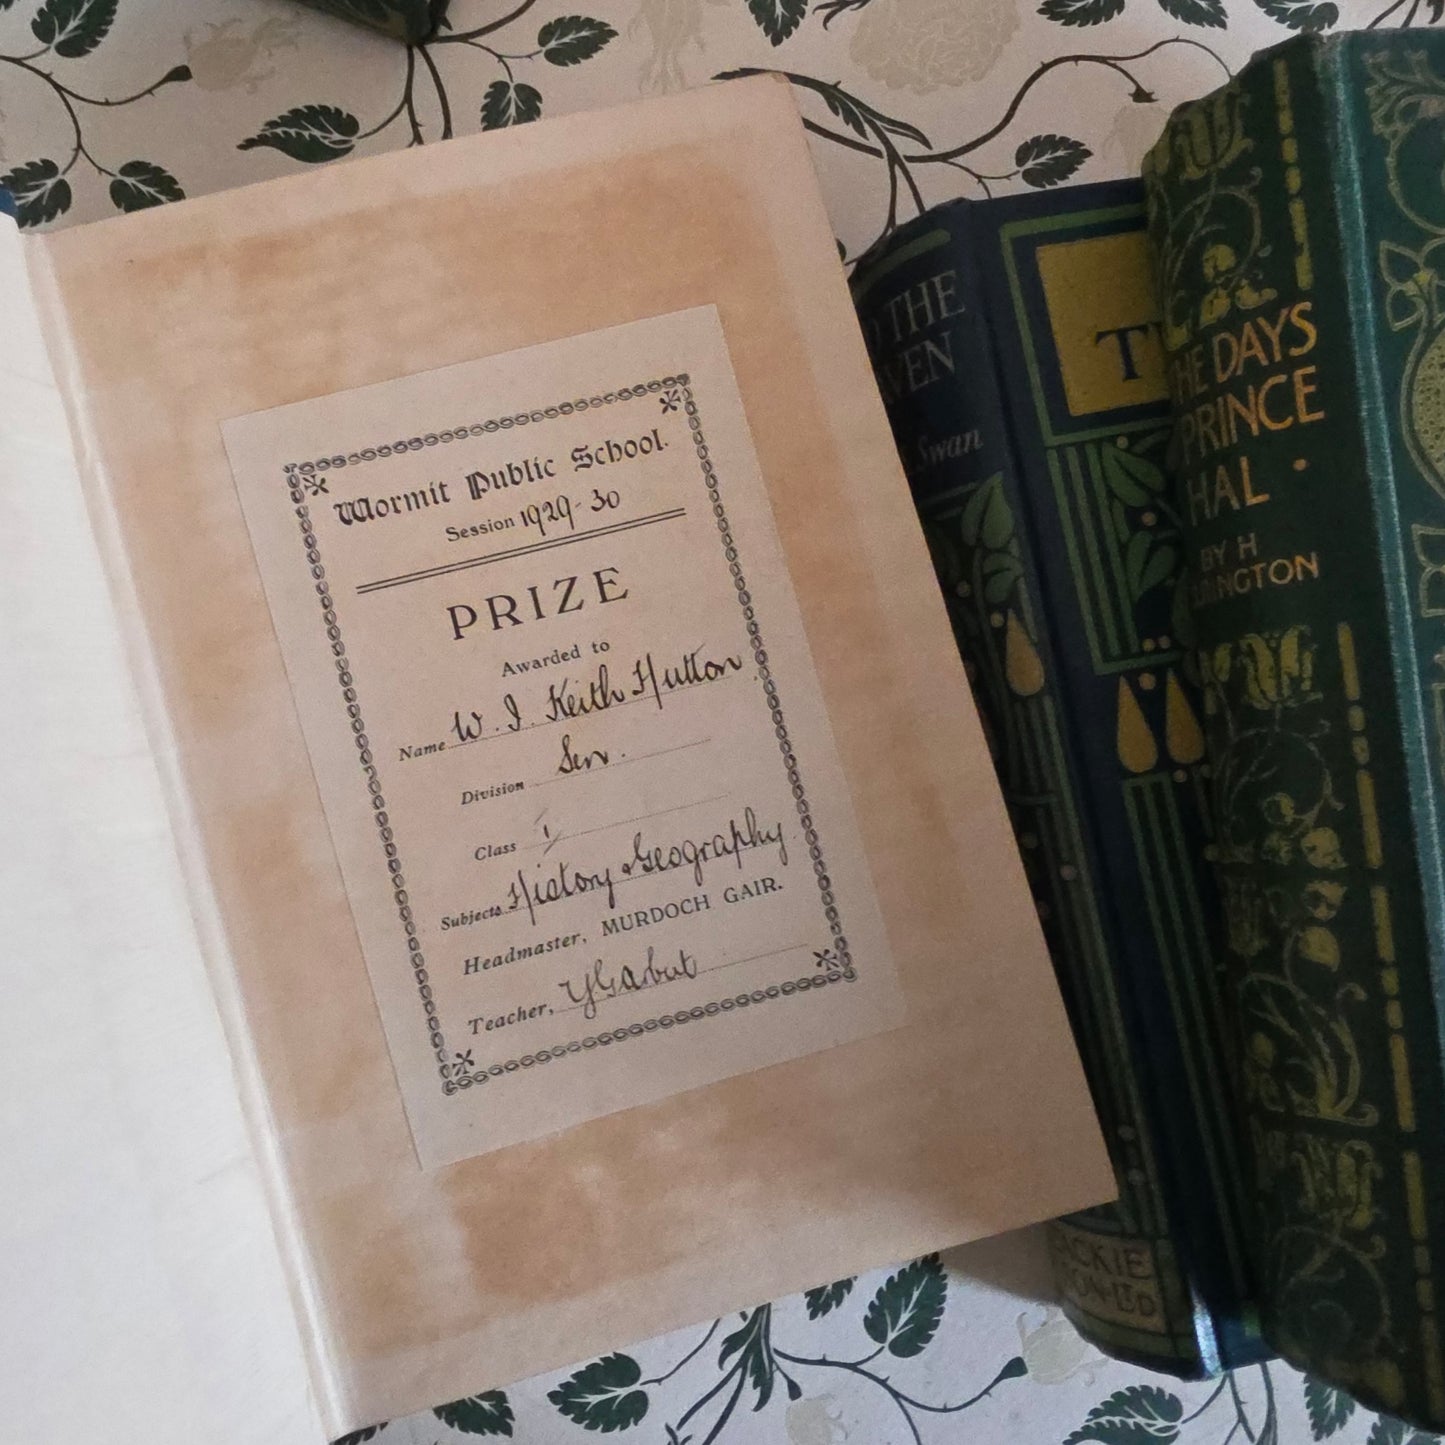 Wormit Public School.
Session 1929-30
PRIZE
Awarded to
Name W. I. Keith Hutton
Division Sen.
Class 1
Subjects History & Geography
Headmaster, MURDOCH GAIR.
Teacher,
THE
Swan
T
THE DAYS
PRINCE
HAL
BY H